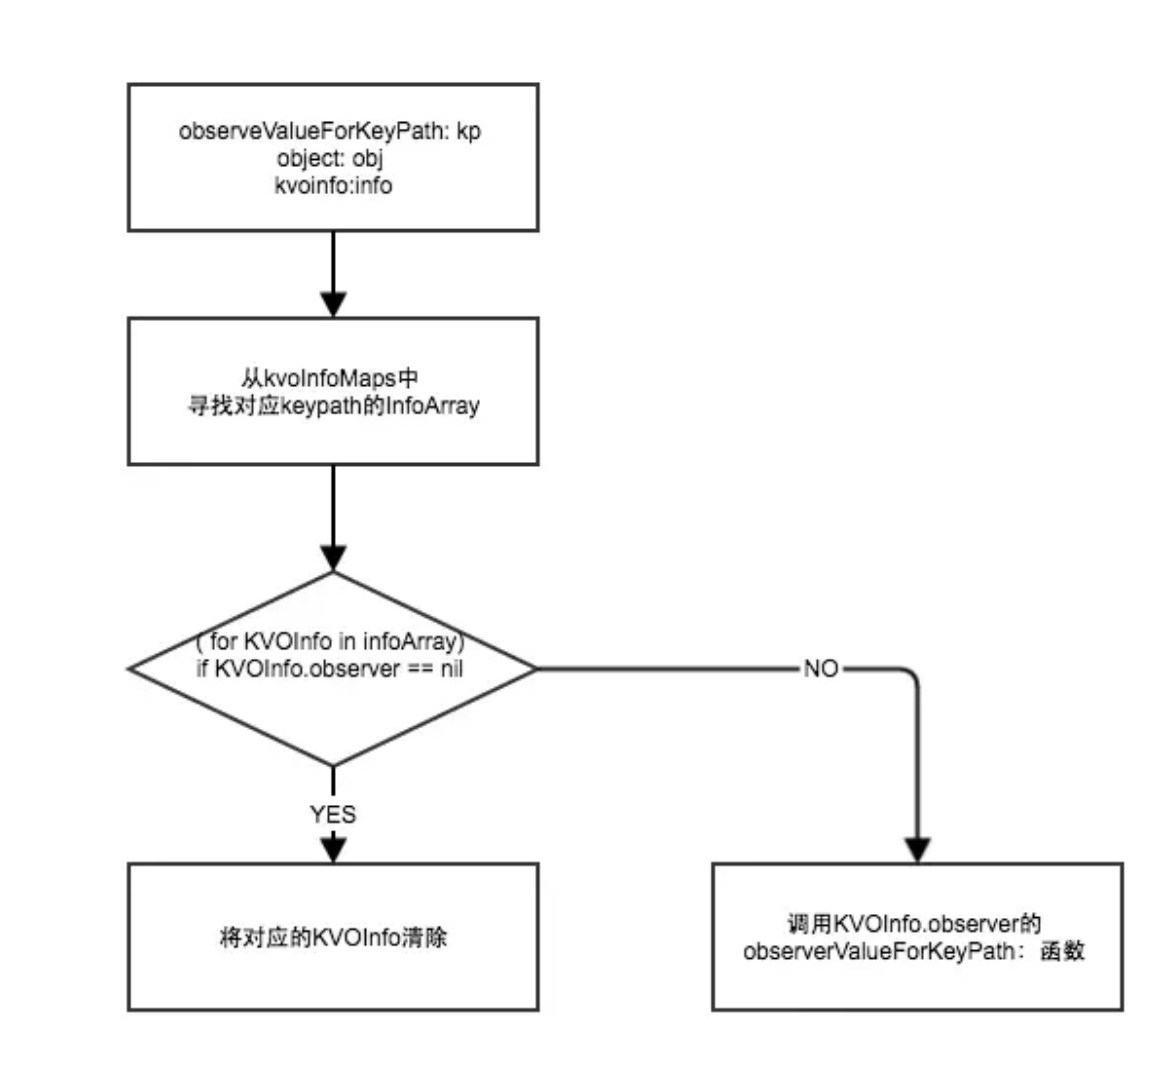 observeValueForKeyPath: kp
object: obj
kvoinfo:info
从kvoInfoMaps中
寻找对应keypath的InfoArray
( for KVOInfo in infoArray)
if KVOInfo.observer == nil
NO
YES
将对应的KVOInfo清除
调用KVOInfo.observer的
observerValueForKeyPath：函数